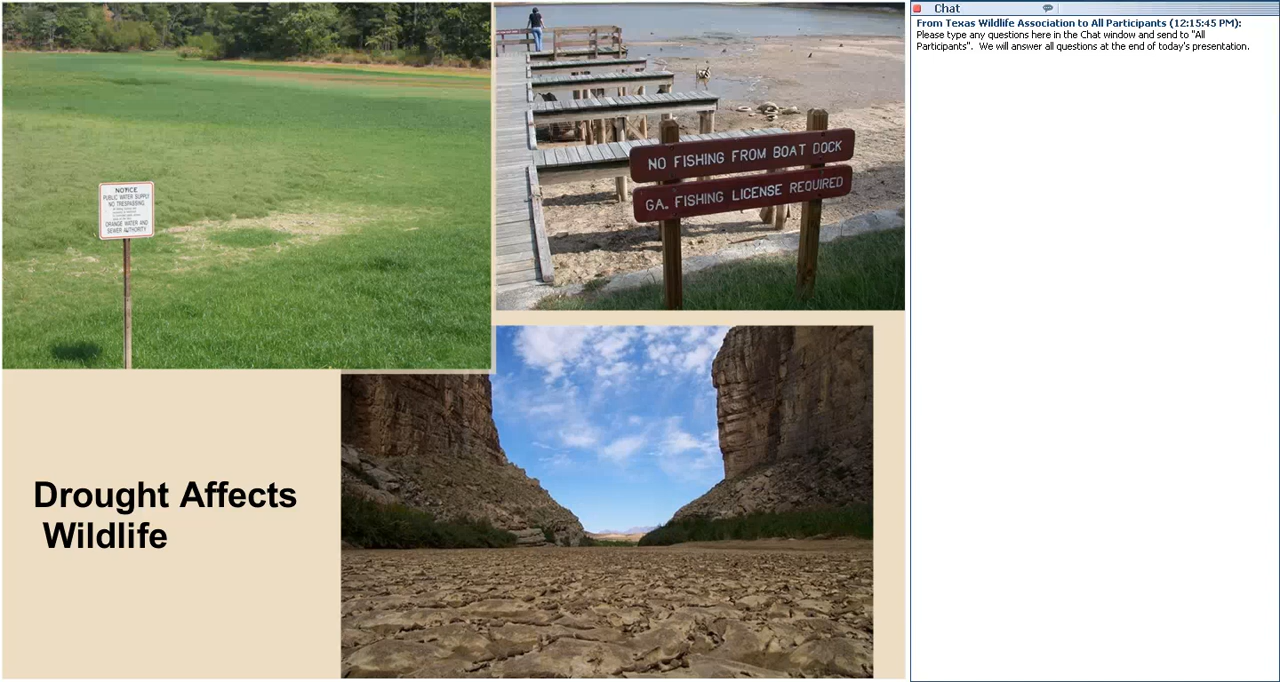 NOTICE
PUBLIC WATER SUPPLY
NO TRESPASSING
ORANGE WATER AND
SEWER AUTHORITY
NO FISHING FROM BOAT DOCK
GA. FISHING LICENSE REQUIRED
Drought Affects
Wildlife
Chat
From Texas Wildlife Association to All Participants (12:15:45 PM):
Please type any questions here in the Chat window and send to "All
Participants".  We will answer all questions at the end of today's presentation.